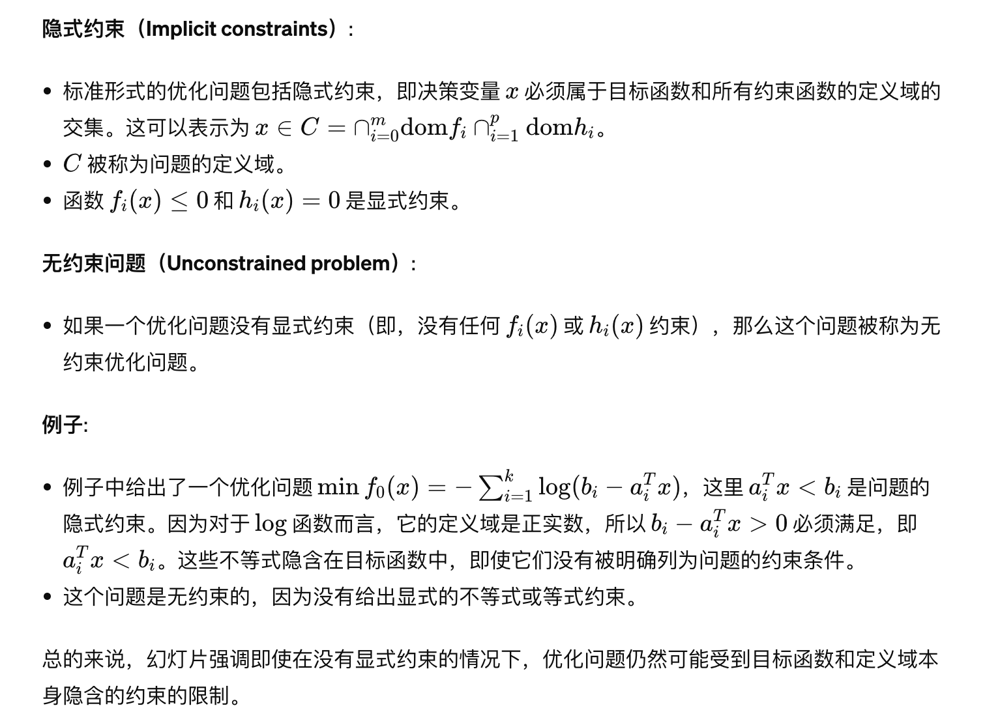 隐式约束（Implicit constraints）:
• 标准形式的优化问题包括隐式约束，即决策变量 x 必须属于目标函数和所有约束函数的定义域的
交集。这可以表示为 $x \in C = \cap_{i=0}^{m} \mathrm{dom} f_i \cap_{i=1}^{p} \mathrm{dom} h_i$。
• $C$ 被称为问题的定义域。
• 函数 $f_i(x) \leq 0$ 和 $h_i(x) = 0$ 是显式约束。
无约束问题（Unconstrained problem）:
• 如果一个优化问题没有显式约束（即，没有任何 $f_i(x)$ 或 $h_i(x)$ 约束），那么这个问题被称为无
约束优化问题。
例子:
• 例子中给出了一个优化问题 $\min f_0(x) = -\sum_{i=1}^{k} \log(b_i - a_i^T x)$，这里 $a_i^T x < b_i$ 是问题的
隐式约束。因为对于 $\log$ 函数而言，它的定义域是正实数，所以 $b_i - a_i^T x > 0$ 必须满足，即
$a_i^T x < b_i$。这些不等式隐含在目标函数中，即使它们没有被明确列为问题的约束条件。
• 这个问题是无约束的，因为没有给出显式的不等式或等式约束。
总的来说，幻灯片强调即使在没有显式约束的情况下，优化问题仍然可能受到目标函数和定义域本
身隐含的约束的限制。